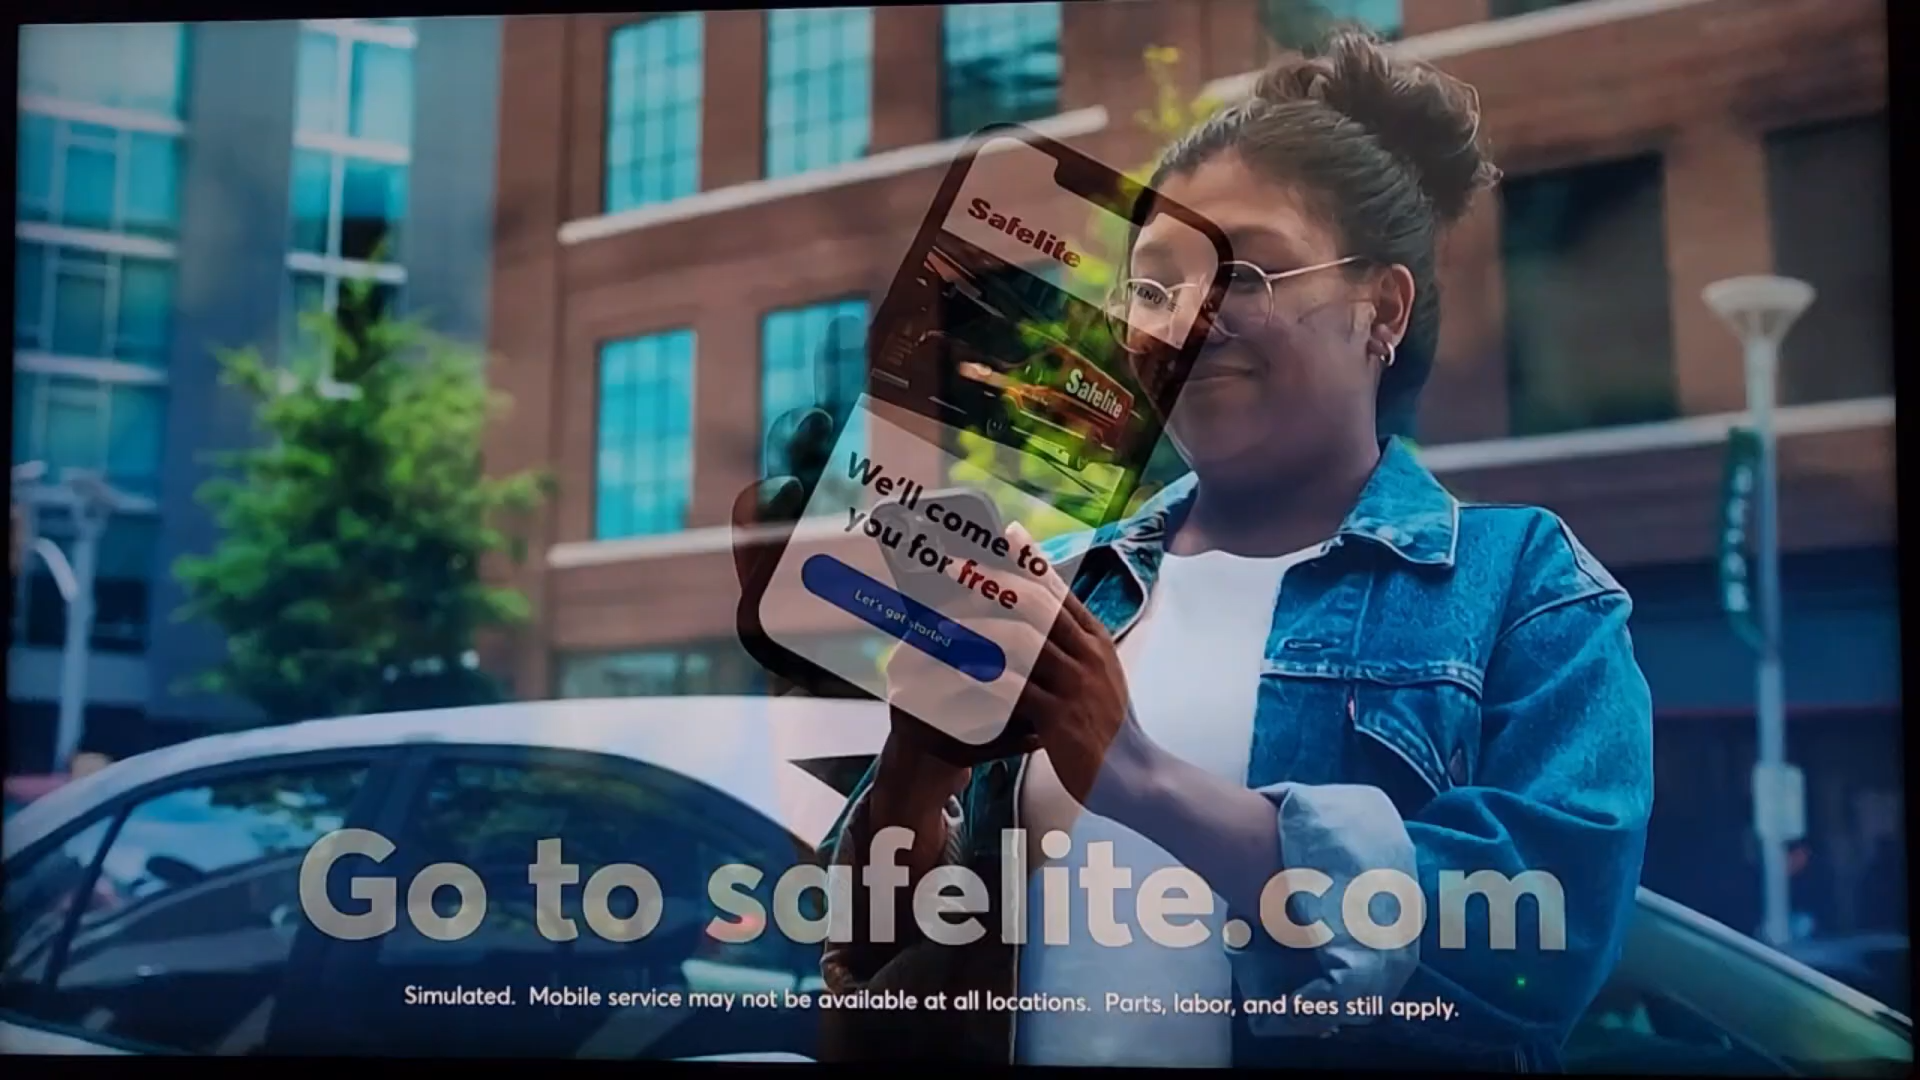 Safelite
MENU
Safelite
We'll come to
you for free
Let's get started
Go to safelite.com
Simulated. Mobile service may not be available at all locations. Parts, labor, and fees still apply.